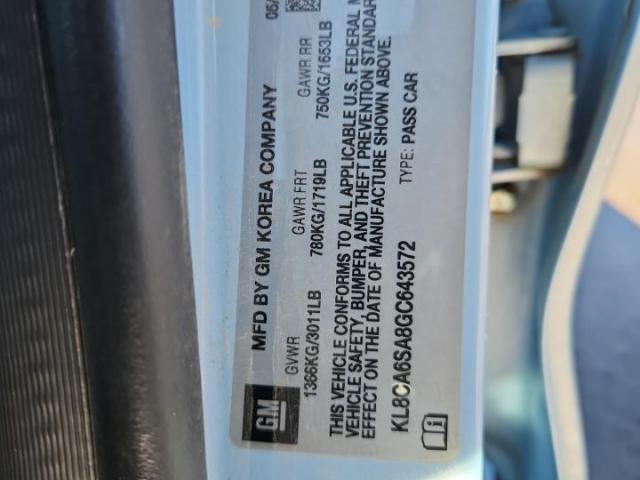 GM
MFD BY GM KOREA COMPANY
GVWR GAWR FRT GAWR RR
1366KG/3011LB 780KG/1719LB 750KG/1653LB
THIS VEHICLE CONFORMS TO ALL APPLICABLE U.S. FEDERAL
VEHICLE SAFETY, BUMPER, AND THEFT PREVENTION STANDAR
EFFECT ON THE DATE OF MANUFACTURE SHOWN ABOVE.
KL8CA6SA8GC643572 TYPE: PASS CAR